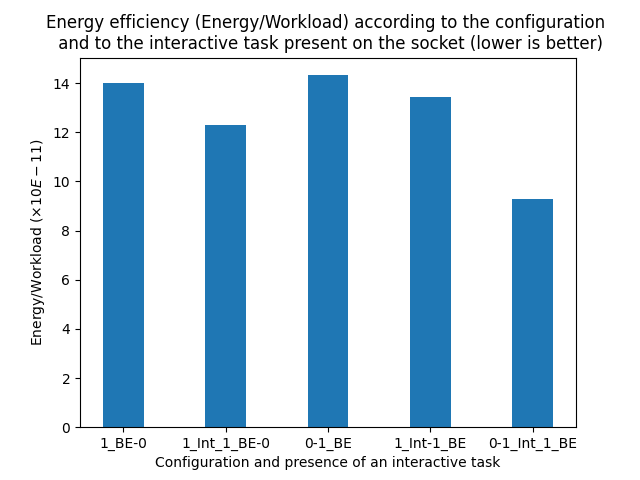 Energy efficiency (Energy/Workload) according to the configuration
and to the interactive task present on the socket (lower is better)
14
12
10
8
6
4
2
0
Energy/Workload (×10E − 11)
1_BE-0 1_Int_1_BE-0 0-1_BE 1_Int-1_BE 0-1_Int_1_BE
Configuration and presence of an interactive task